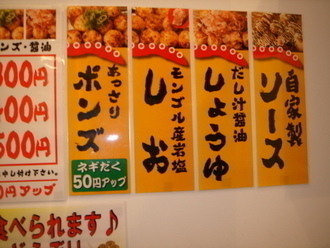 自家製
ソース
だし汁醤油
しょうゆ
モンゴル産岩塩
しお
あっさり
ポンズ
ネギだく
50円アップ
ンズ・醤油
300円
400円
500円
円アップ
食べられます♪